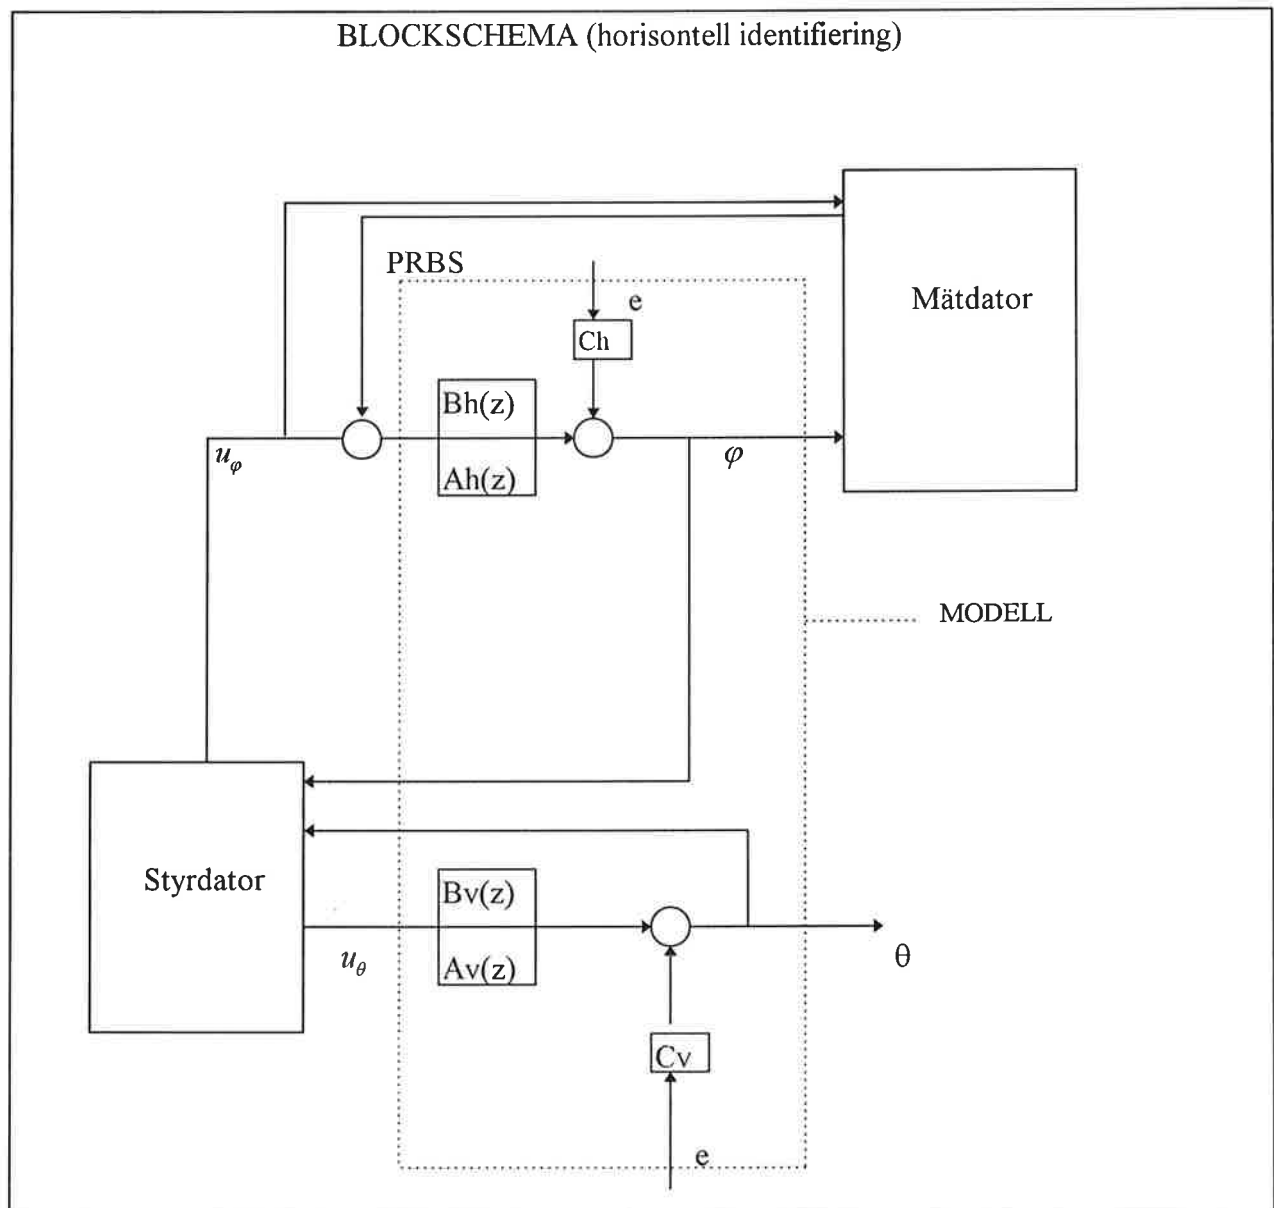 BLOCKSCHEMA (horisontell identifiering)
PRBS
e
Mätdator
Ch
Bh(z)
Ah(z)
uφ
φ
MODELL
Styrdator
Bv(z)
Av(z)
uθ
θ
Cv
e